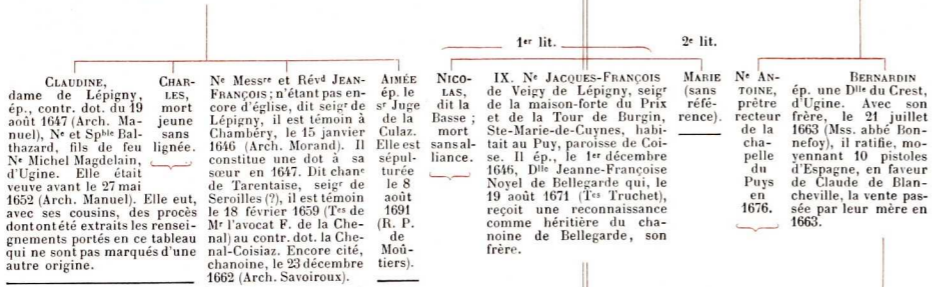 1er lit.
2e lit.
CLAUDINE,
dame de Lépigny,
ép., contr. dot. du 19
août 1647 (Arch. Ma-
nuel), Ne et Spble Bal-
thazard, fils de feu
Ne Michel Magdelain,
d'Ugine. Elle était
veuve avant le 27 mai
1652 (Arch. Manuel). Elle eut,
avec ses cousins, des procès
dont ont été extraits les rensei-
gnements portés en ce tableau
qui ne sont pas marqués d'une
autre origine.
CHAR-
LES,
mort
jeune
sans
lignée.
Ne Messre et Révd JEAN-
FRANÇOIS ; n'étant pas en-
core d'église, dit seigr de
Lépigny, il est témoin à
Chambéry, le 15 janvier
1646 (Arch. Morand). Il
constitue une dot à sa
sœur en 1647. Dit chane
de Tarentaise, seigr de
Seroilles (?), il est témoin
le 18 février 1659 (Tes de
Mr l'avocat F. de la Che-
nal) au contr. dot. la Che-
nal-Coisiaz. Encore cité,
chanoine, le 23 décembre
1662 (Arch. Savoiroux).
AIMÉE
ép. le
sr Juge
de la
Culaz.
Elle est
sépul-
turée
le 8
août
1691
(R. P.
de
Moû-
tiers).
NICO-
LAS,
dit la
Basse ;
mort
sans al-
liance.
IX. Ne JACQUES-FRANÇOIS
de Veigy de Lépigny, seigr
de la maison-forte du Prix
et de la Tour de Burgin,
Ste-Marie-de-Cuynes, habi-
tait au Puy, paroisse de Coi-
se. Il ép., le 1er décembre
1646, Dlle Jeanne-Françoise
Noyel de Bellegarde qui, le
19 août 1671 (Tes Truchet),
reçoit une reconnaissance
comme héritière du cha-
noine de Bellegarde, son
frère.
MARIE
(sans
réfé-
rence).
Ne AN-
TOINE,
prêtre
recteur
de la
cha-
pelle
du
Puys
en
1676.
BERNARDIN
ép. une Dlle du Crest,
d'Ugine. Avec son
frère, le 21 juillet
1663 (Mss. abbé Bon-
nefoy), il ratifie, mo-
yennant 10 pistoles
d'Espagne, en faveur
de Claude de Blan-
cheville, la vente pas-
sée par leur mère en
1663.